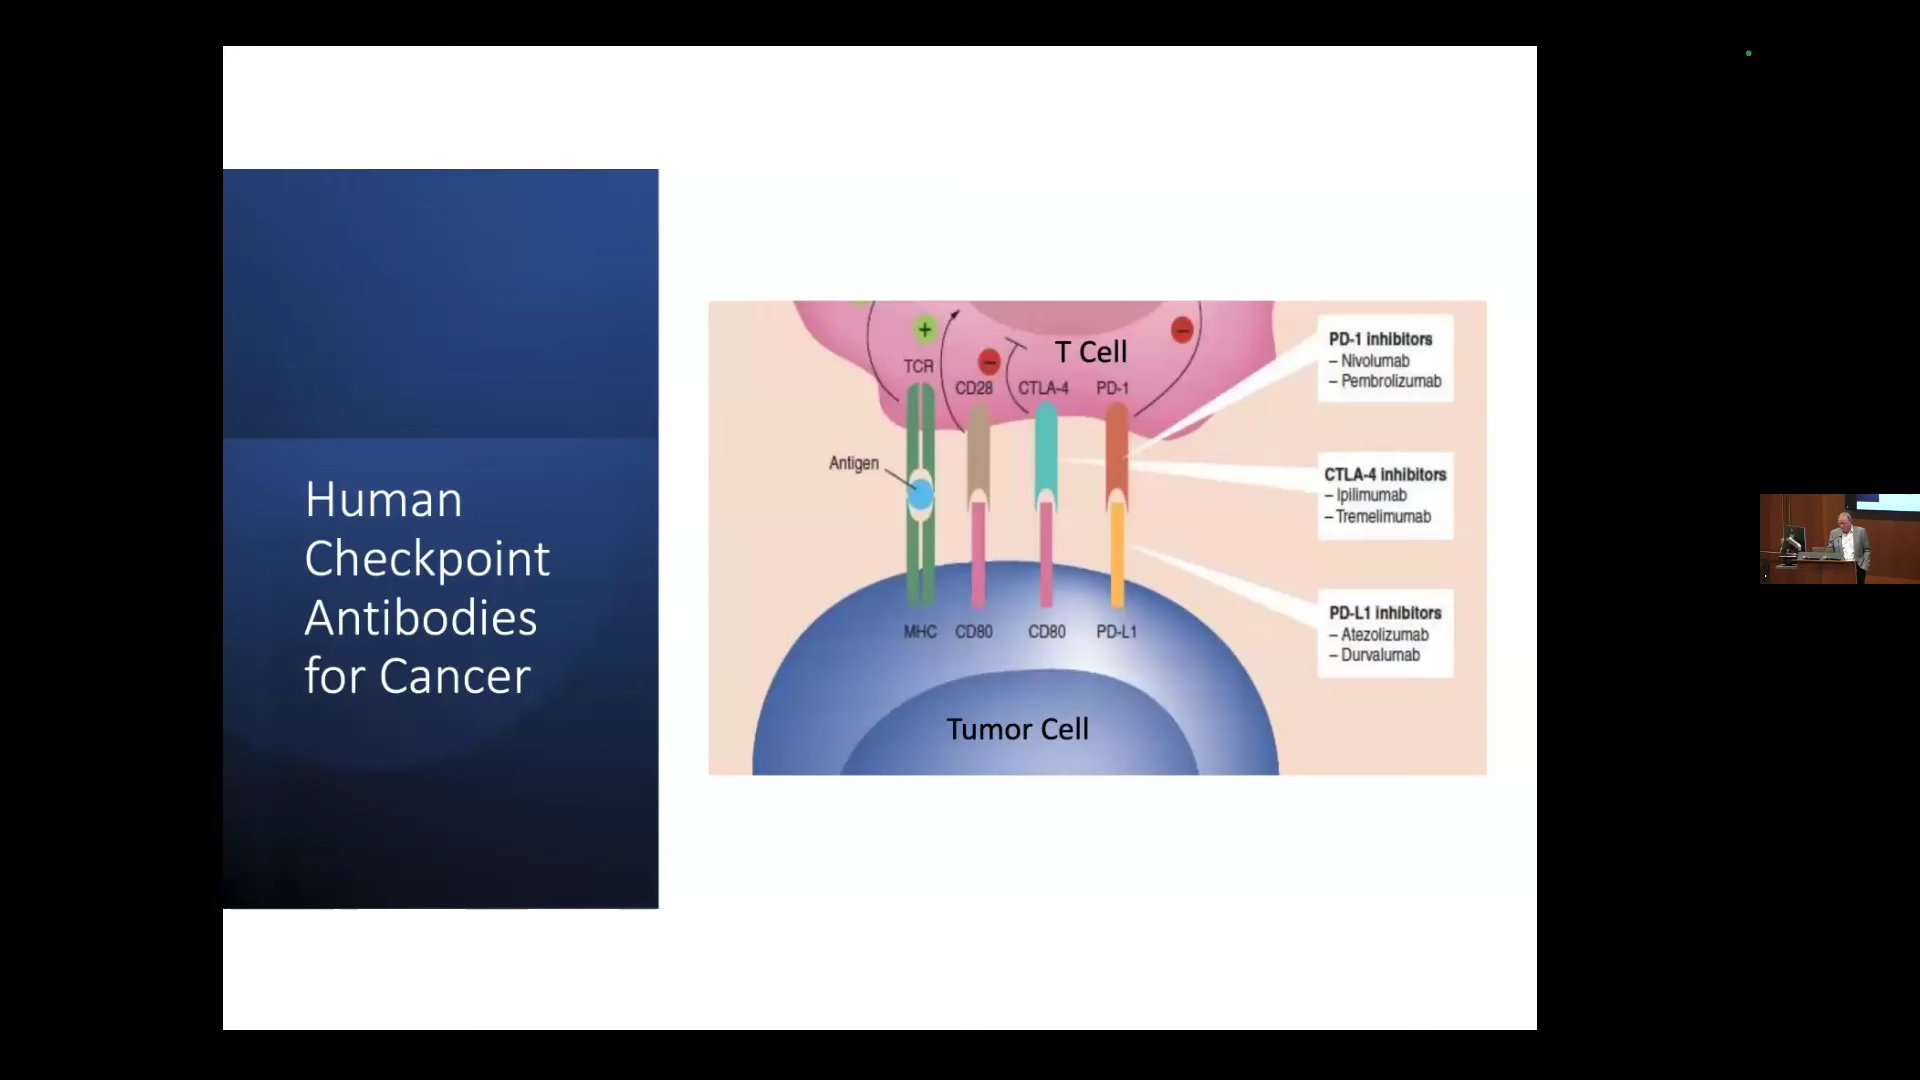 Human
Checkpoint
Antibodies
for Cancer
+
TCR
–
T Cell
–
CD28
CTLA-4
PD-1
Antigen
MHC
CD80
CD80
PD-L1
Tumor Cell
PD-1 inhibitors
– Nivolumab
– Pembrolizumab
CTLA-4 inhibitors
– Ipilimumab
– Tremelimumab
PD-L1 inhibitors
– Atezolizumab
– Durvalumab